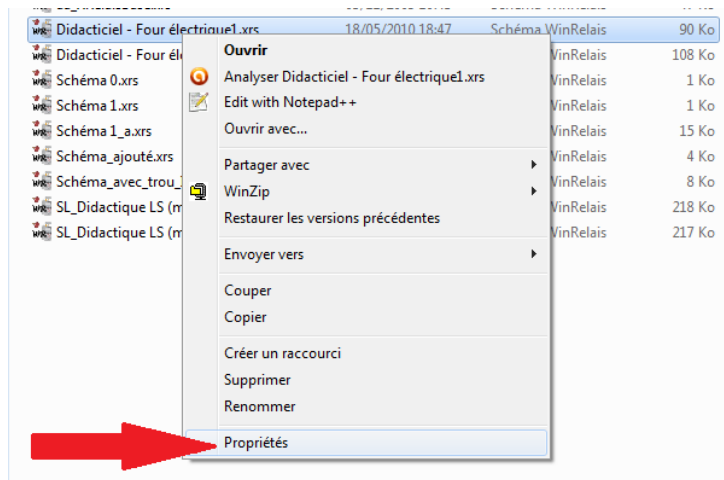 Didacticiel - Four électrique1.xrs 18/05/2010 18:47 Schéma WinRelais 90 Ko
Didacticiel - Four WinRelais 108 Ko
Schéma 0.xrs WinRelais 1 Ko
Schéma 1.xrs WinRelais 1 Ko
Schéma 1_a.xrs WinRelais 15 Ko
Schéma_ajouté.xrs WinRelais 4 Ko
Schéma_avec_trou_ WinRelais 8 Ko
SL_Didactique LS (m WinRelais 218 Ko
SL_Didactique LS (m WinRelais 217 Ko
Ouvrir
Analyser Didacticiel - Four électrique1.xrs
Edit with Notepad++
Ouvrir avec...
Partager avec
WinZip
Restaurer les versions précédentes
Envoyer vers
Couper
Copier
Créer un raccourci
Supprimer
Renommer
Propriétés